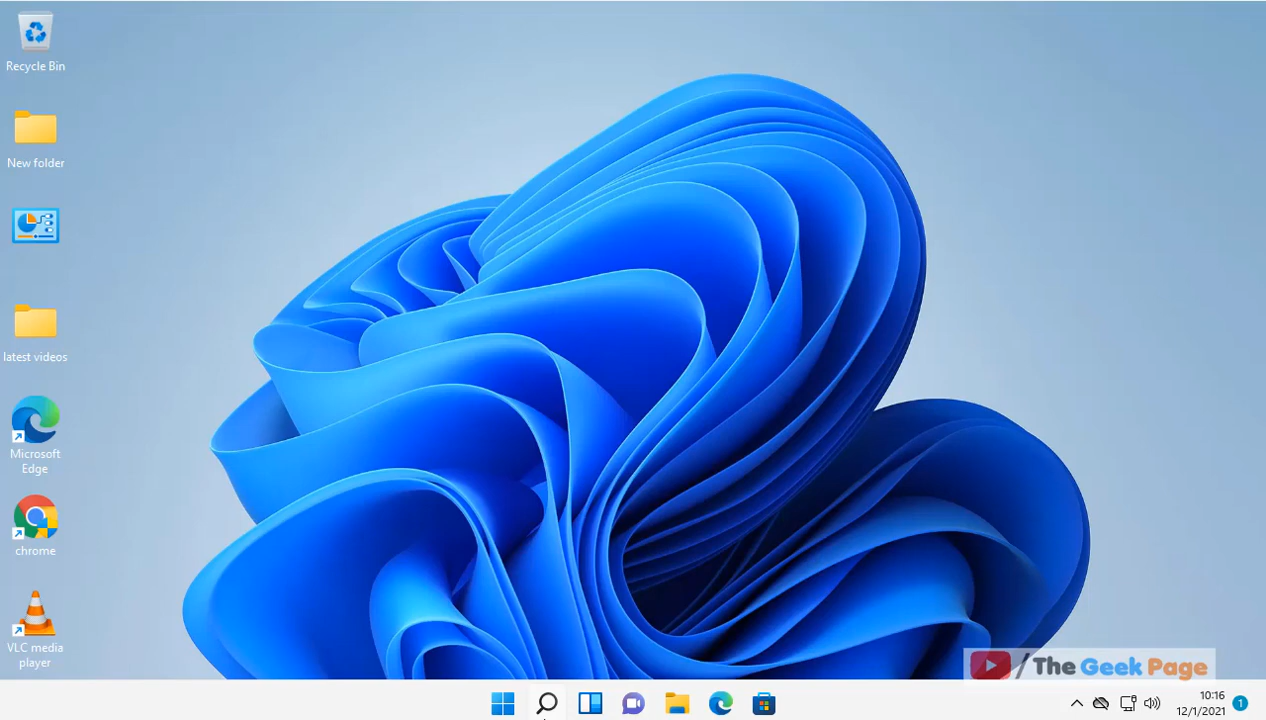 Recycle Bin
New folder
latest videos
Microsoft
Edge
chrome
VLC media
player
/ The Geek Page
10:16
12/1/2021
1